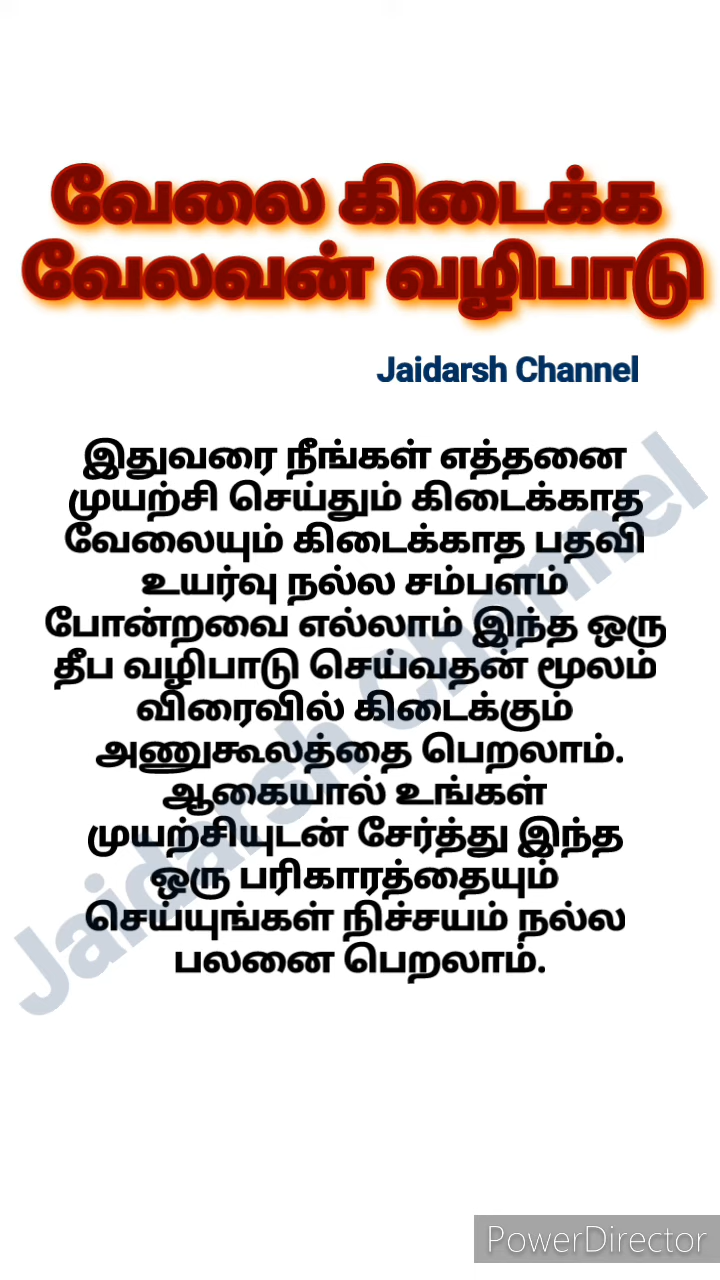 வேலை கிடைக்க
வேலவன் வழிபாடு
Jaidarsh Channel
இதுவரை நீங்கள் எத்தனை
முயற்சி செய்தும் கிடைக்காத
வேலையும் கிடைக்காத பதவி
உயர்வு நல்ல சம்பளம்
போன்றவை எல்லாம் இந்த ஒரு
தீப வழிபாடு செய்வதன் மூலம்
விரைவில் கிடைக்கும்
அணுகூலத்தை பெறலாம்.
ஆகையால் உங்கள்
முயற்சியுடன் சேர்த்து இந்த
ஒரு பரிகாரத்தையும்
செய்யுங்கள் நிச்சயம் நல்ல
பலனை பெறலாம்.
Jaidarsh Channel
PowerDirector